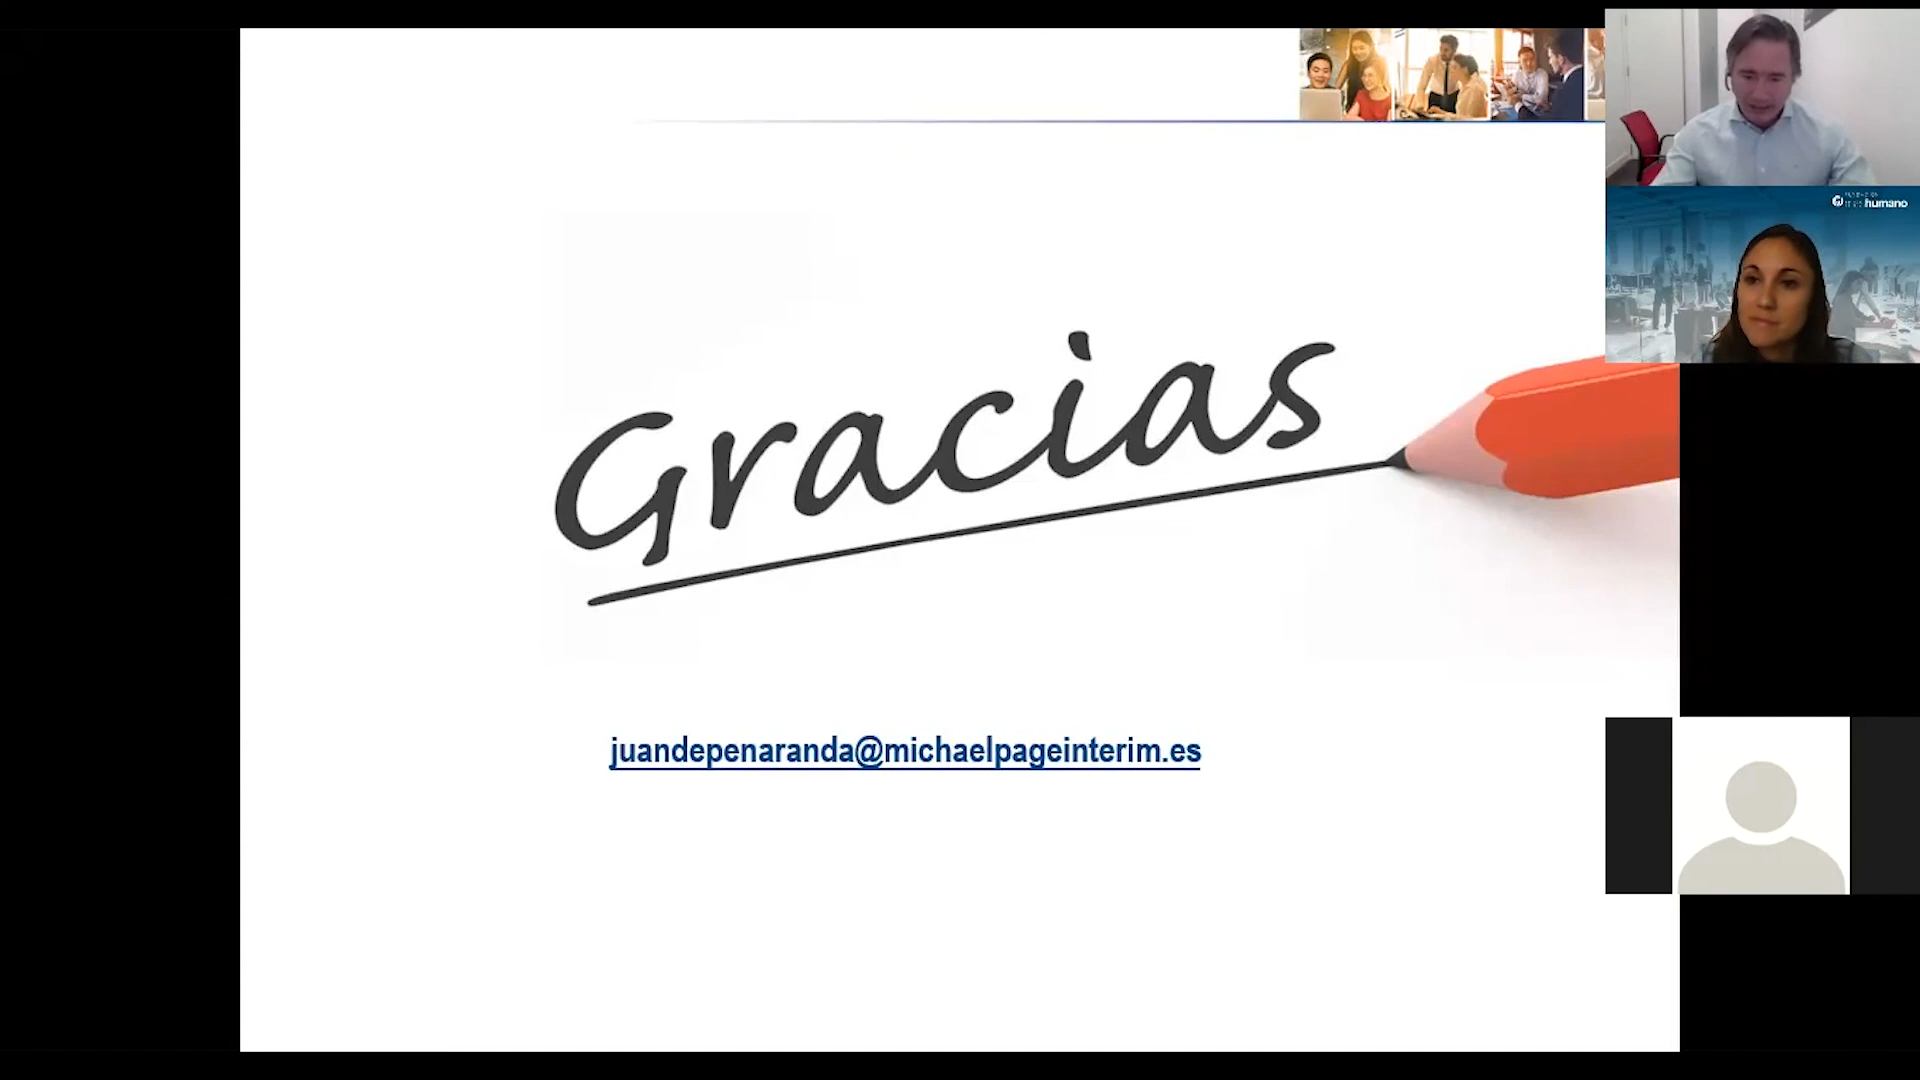 humano
Gracias
juandepenaranda@michaelpageinterim.es